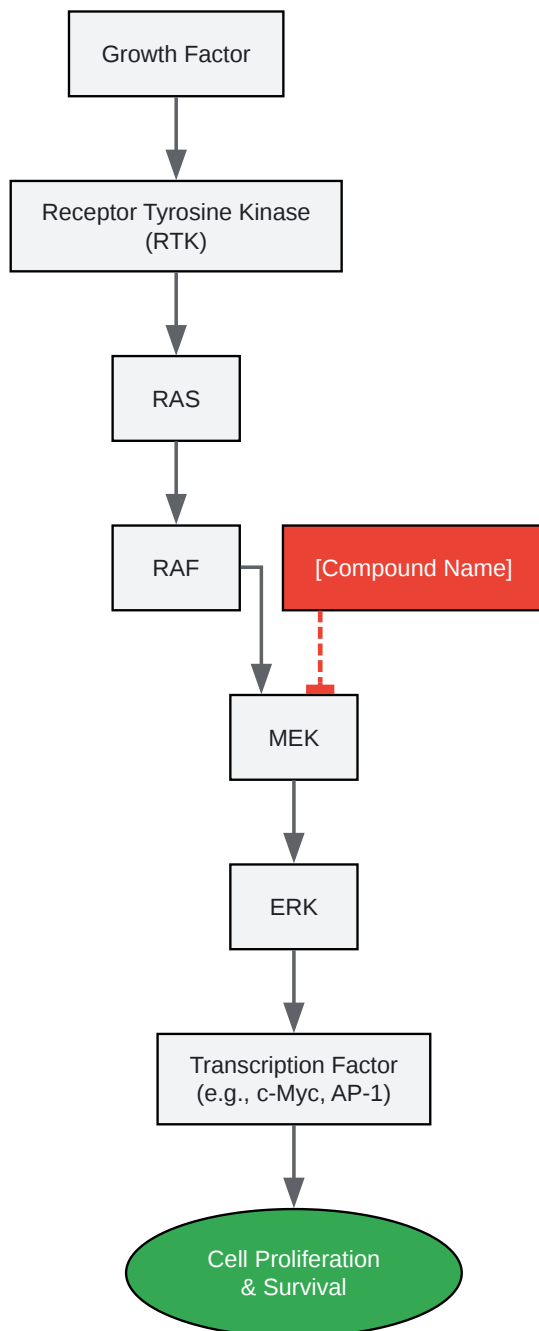 Growth Factor
Receptor Tyrosine Kinase
(RTK)
RAS
RAF
[Compound Name]
MEK
ERK
Transcription Factor
(e.g., c-Myc, AP-1)
Cell Proliferation
& Survival